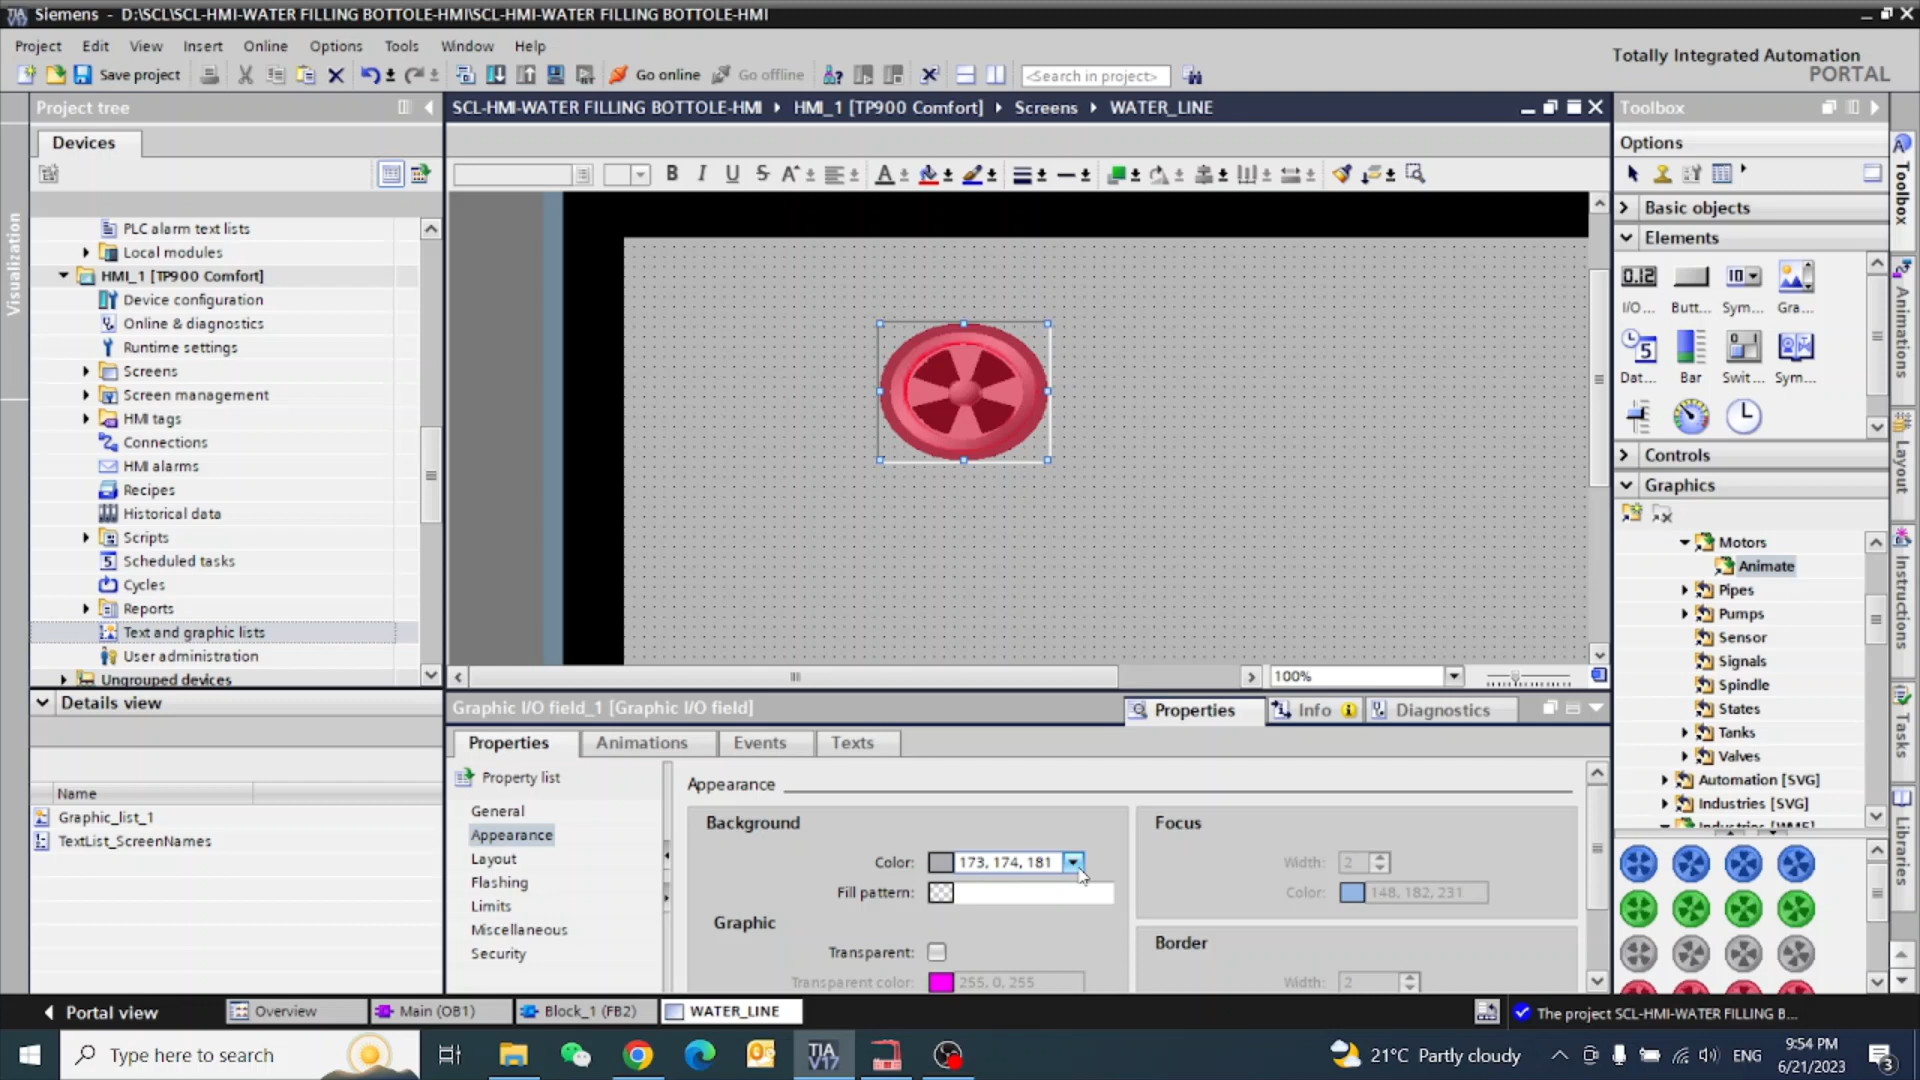 Siemens - D:\SCL\SCL-HMI-WATER FILLING BOTTOLE-HMI\SCL-HMI-WATER FILLING BOTTOLE-HMI
Project Edit View Insert Online Options Tools Window Help
Totally Integrated Automation
PORTAL
Save project
Go online
Go offline
<Search in project>
Project tree
SCL-HMI-WATER FILLING BOTTOLE-HMI
HMI_1 [TP900 Comfort]
Screens
WATER_LINE
Toolbox
Devices
Options
Visualization
PLC alarm text lists
Local modules
HMI_1 [TP900 Comfort]
Device configuration
Online & diagnostics
Runtime settings
Screens
Screen management
HMI tags
Connections
HMI alarms
Recipes
Historical data
Scripts
Scheduled tasks
Cycles
Reports
Text and graphic lists
User administration
Ungrouped devices
Details view
Name
Graphic_list_1
TextList_ScreenNames
B I U S A
100%
Basic objects
Elements
0.12
10
I/O... Butt... Sym... Gra...
5
Dat... Bar Swit... Sym...
Controls
Graphics
Motors
Animate
Pipes
Pumps
Sensor
Signals
Spindle
States
Tanks
Valves
Automation [SVG]
Industries [SVG]
Industries [WMF]
Toolbox
Animations
Layout
Instructions
Tasks
Libraries
Graphic I/O field_1 [Graphic I/O field]
Properties
Info
Diagnostics
Properties Animations Events Texts
Property list
General
Appearance
Layout
Flashing
Limits
Miscellaneous
Security
Appearance
Background
Color: 173, 174, 181
Fill pattern:
Graphic
Transparent:
Transparent color: 255, 0, 255
Focus
Width: 2
Color: 148, 182, 231
Border
Width: 2
Portal view
Overview
Main (OB1)
Block_1 (FB2)
WATER_LINE
The project SCL-HMI-WATER FILLING B...
Type here to search
TIA
V17
21°C Partly cloudy
ENG
9:54 PM
6/21/2023
3